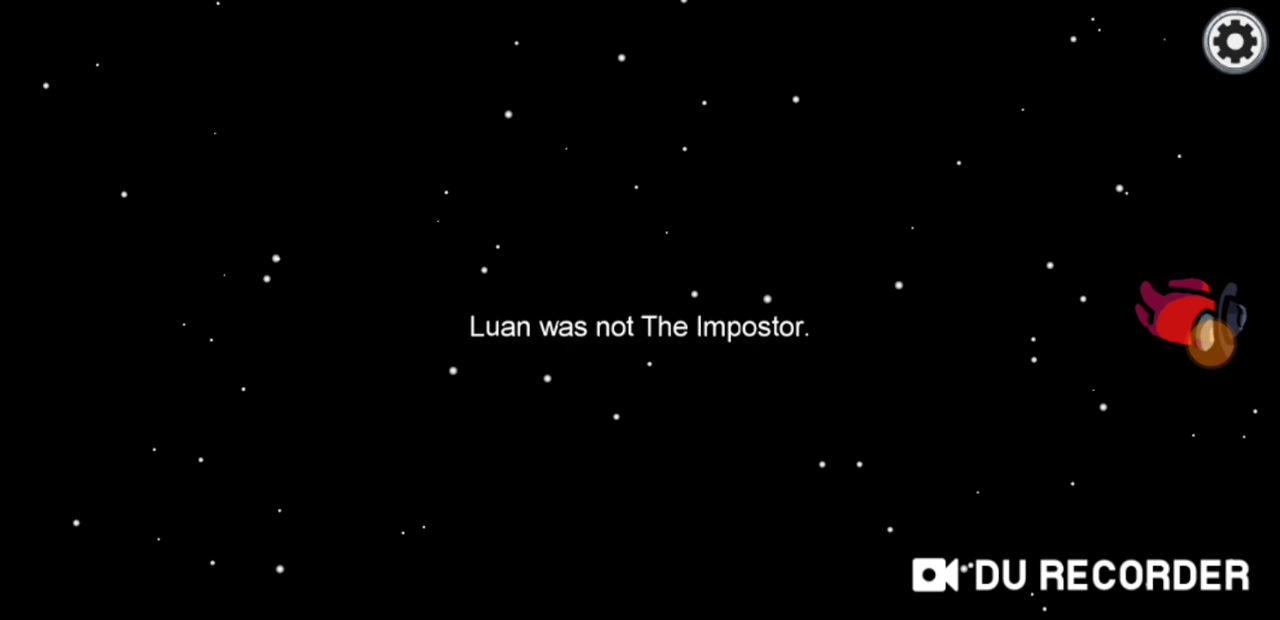 Luan was not The Impostor.
DU RECORDER